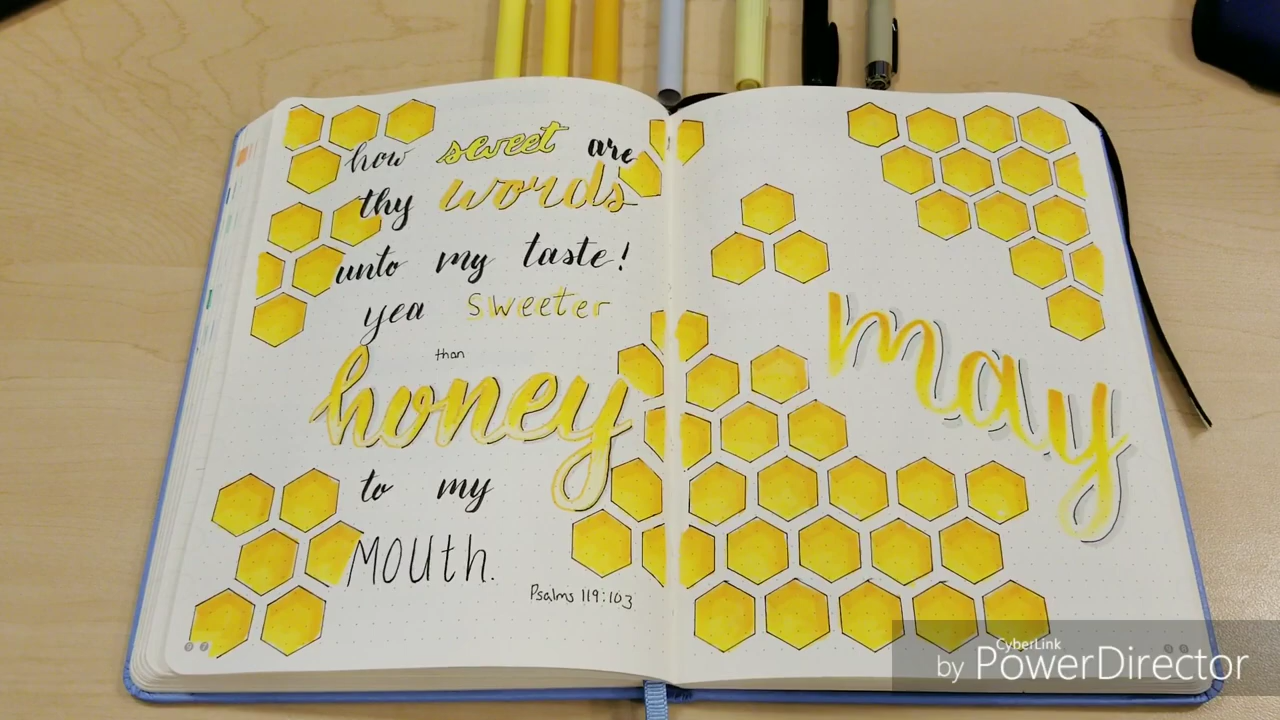 how sweet are
thy words
unto my taste!
yea sweeter
than
honey
to my
MOUTH.
Psalms 119:103
may
CyberLink
by PowerDirector